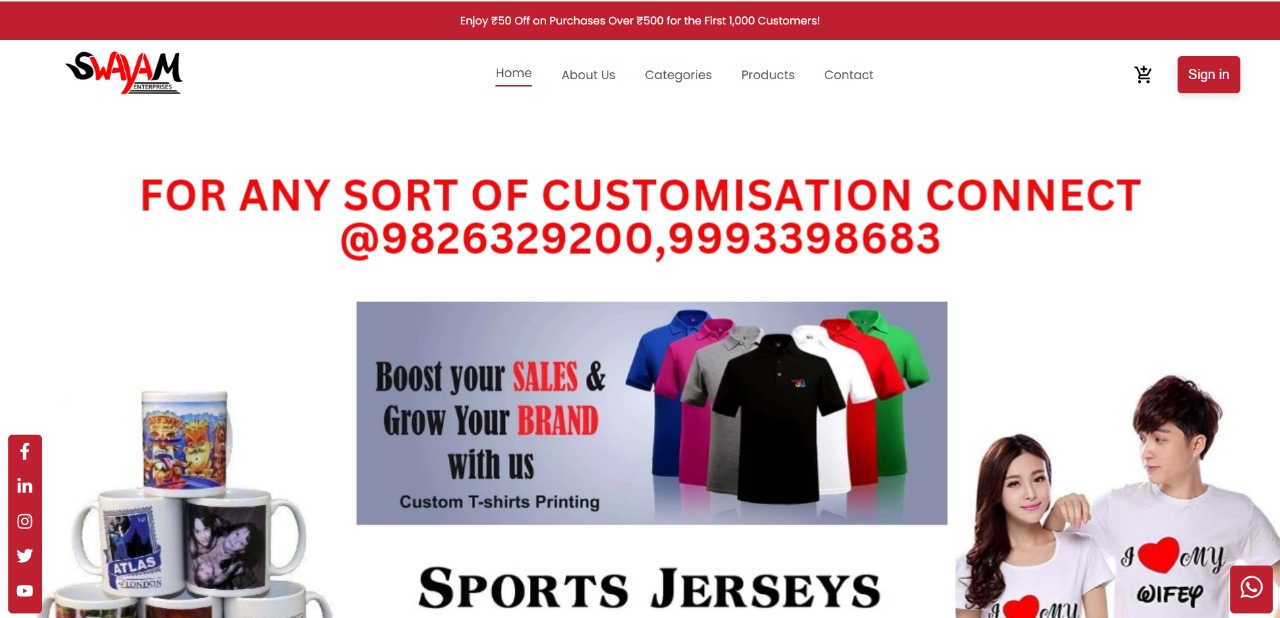 Enjoy ₹50 Off on Purchases Over ₹500 for the First 1,000 Customers!
SWAYAM
ENTERPRISES
Home About Us Categories Products Contact
Sign in
FOR ANY SORT OF CUSTOMISATION CONNECT
@9826329200,9993398683
Boost your SALES &
Grow Your BRAND
with us
Custom T-shirts Printing
ATLAS
LONDON
SPORTS JERSEYS
I MY
WIFEY
I MY